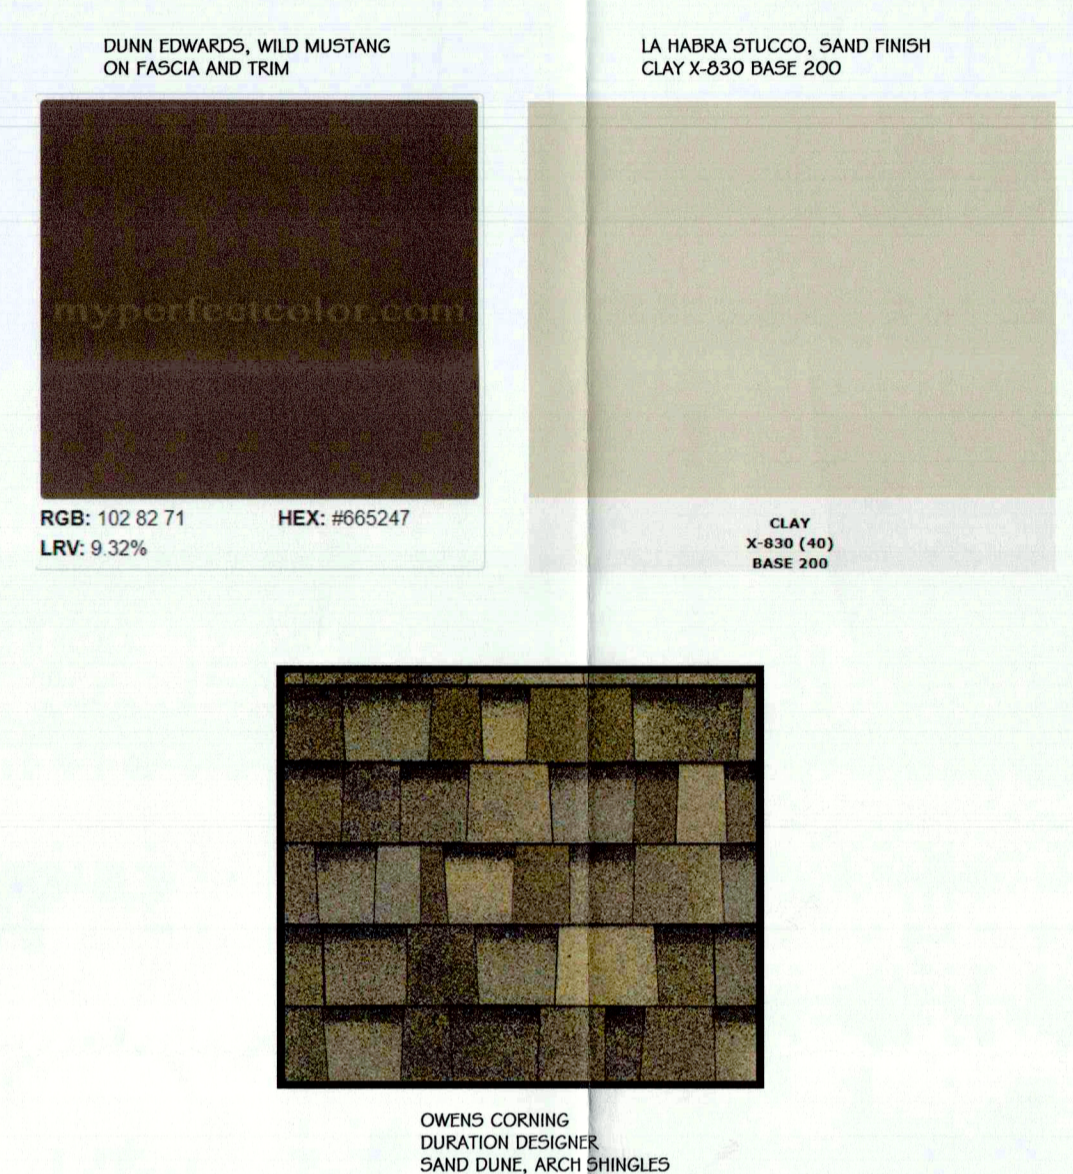 DUNN EDWARDS, WILD MUSTANG
ON FASCIA AND TRIM
LA HABRA STUCCO, SAND FINISH
CLAY X-830 BASE 200
myperfectcolor.com
RGB: 102 82 71 HEX: #665247
LRV: 9.32%
CLAY
X-830 (40)
BASE 200
OWENS CORNING
DURATION DESIGNER
SAND DUNE, ARCH SHINGLES